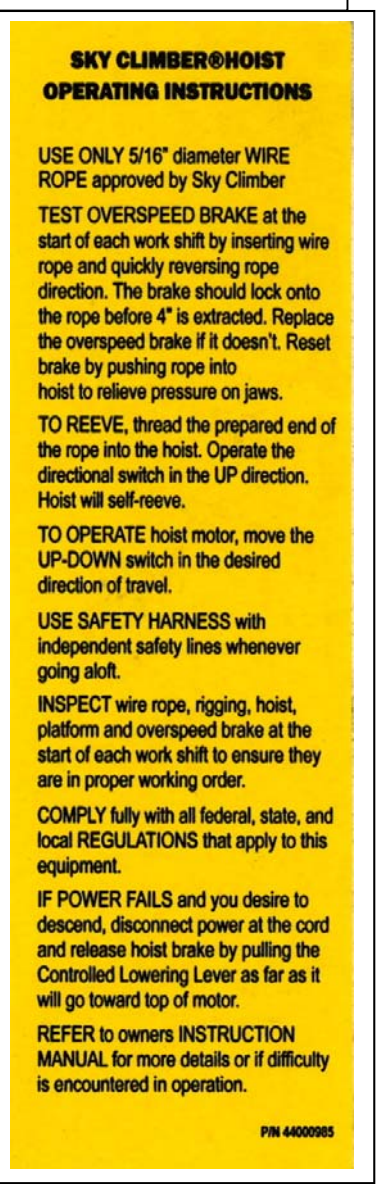 SKY CLIMBER®HOIST
OPERATING INSTRUCTIONS
USE ONLY 5/16" diameter WIRE
ROPE approved by Sky Climber
TEST OVERSPEED BRAKE at the
start of each work shift by inserting wire
rope and quickly reversing rope
direction. The brake should lock onto
the rope before 4" is extracted. Replace
the overspeed brake if it doesn't. Reset
brake by pushing rope into
hoist to relieve pressure on jaws.
TO REEVE, thread the prepared end of
the rope into the hoist. Operate the
directional switch in the UP direction.
Hoist will self-reeve.
TO OPERATE hoist motor, move the
UP-DOWN switch in the desired
direction of travel.
USE SAFETY HARNESS with
independent safety lines whenever
going aloft.
INSPECT wire rope, rigging, hoist,
platform and overspeed brake at the
start of each work shift to ensure they
are in proper working order.
COMPLY fully with all federal, state, and
local REGULATIONS that apply to this
equipment.
IF POWER FAILS and you desire to
descend, disconnect power at the cord
and release hoist brake by pulling the
Controlled Lowering Lever as far as it
will go toward top of motor.
REFER to owners INSTRUCTION
MANUAL for more details or if difficulty
is encountered in operation.
P/N 44000985